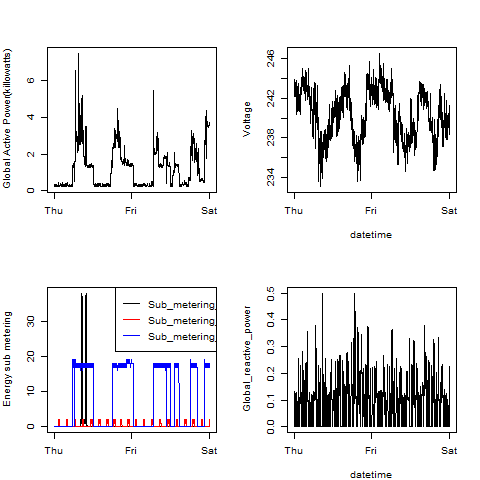 Global Active Power(killowatts)
6
4
2
0
Thu
Fri
Sat
Voltage
246
242
238
234
Thu
Fri
Sat
datetime
Energy sub metering
30
20
10
0
Sub_metering_
Sub_metering_
Sub_metering_
Thu
Fri
Sat
Global_reactive_power
0.5
0.4
0.3
0.2
0.1
0.0
Thu
Fri
Sat
datetime